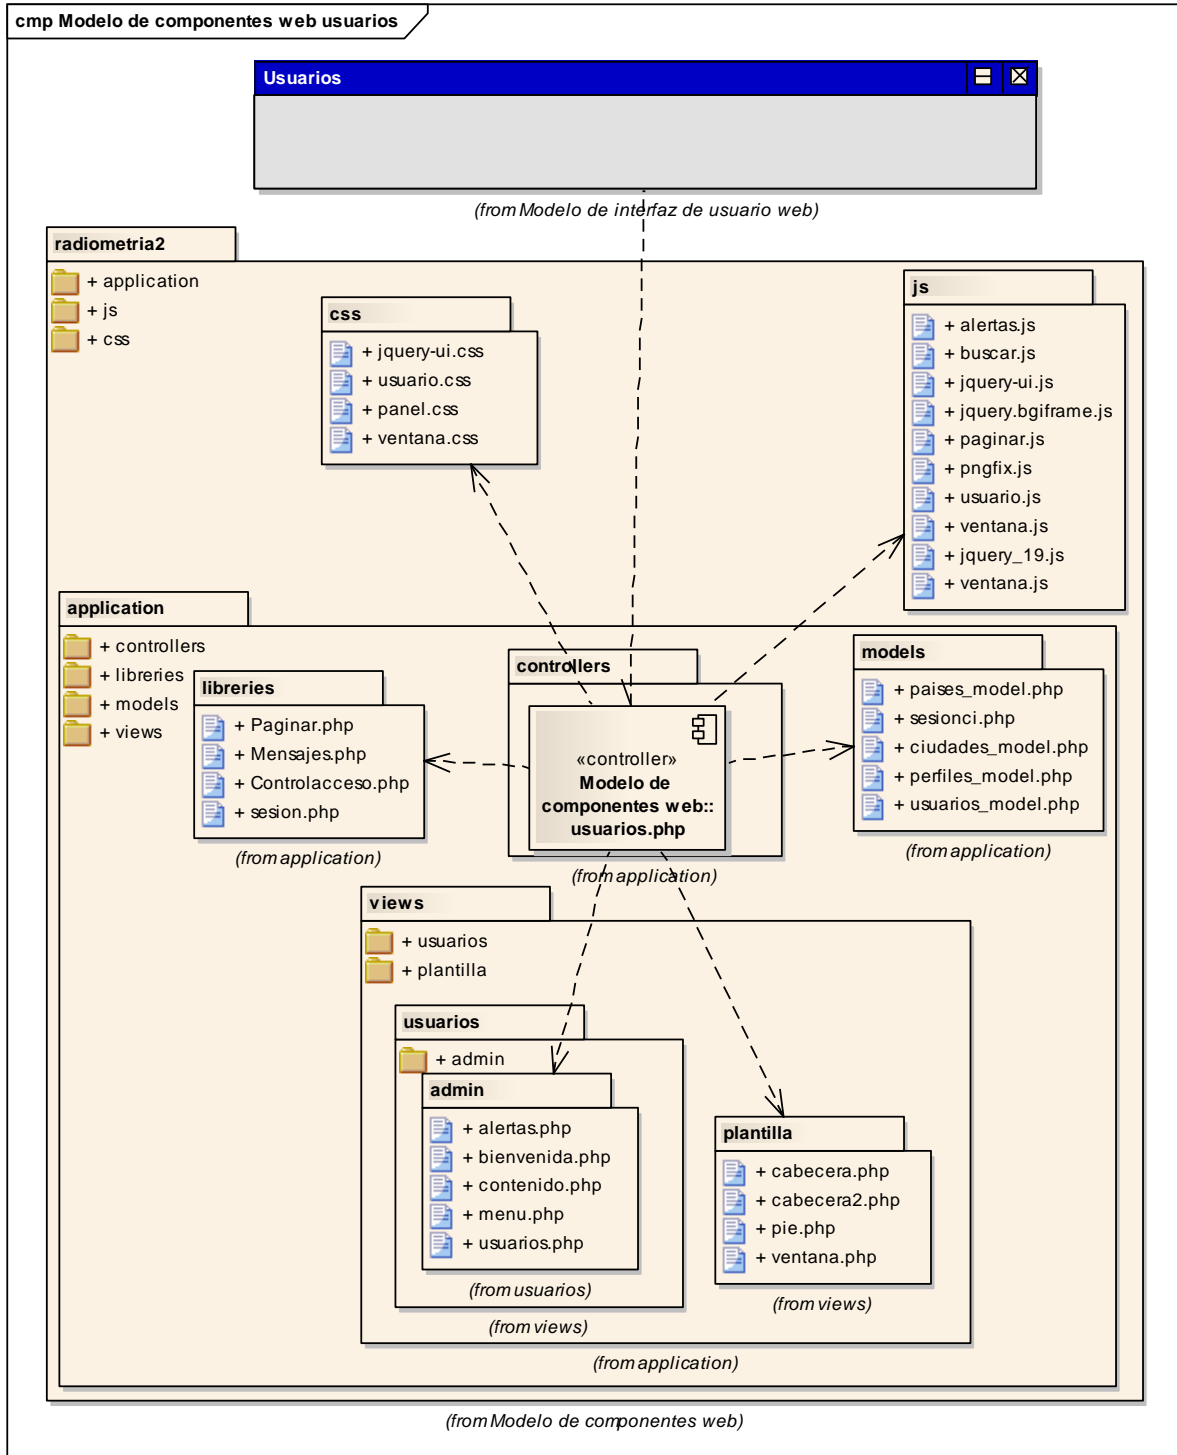 cmp Modelo de componentes web usuarios
Usuarios
(from Modelo de interfaz de usuario web)
radiometria2
+ application
+ js
+ css
css
+ jquery-ui.css
+ usuario.css
+ panel.css
+ ventana.css
js
+ alertas.js
+ buscar.js
+ jquery-ui.js
+ jquery.bgiframe.js
+ paginar.js
+ pngfix.js
+ usuario.js
+ ventana.js
+ jquery_19.js
+ ventana.js
application
+ controllers
+ libreries
+ models
+ views
libreries
+ Paginar.php
+ Mensajes.php
+ Controlacceso.php
+ sesion.php
(from application)
controllers
«controller»
Modelo de
componentes web::
usuarios.php
(from application)
models
+ paises_model.php
+ sesionci.php
+ ciudades_model.php
+ perfiles_model.php
+ usuarios_model.php
(from application)
views
+ usuarios
+ plantilla
usuarios
+ admin
admin
+ alertas.php
+ bienvenida.php
+ contenido.php
+ menu.php
+ usuarios.php
(from usuarios)
(from views)
plantilla
+ cabecera.php
+ cabecera2.php
+ pie.php
+ ventana.php
(from views)
(from application)
(from Modelo de componentes web)